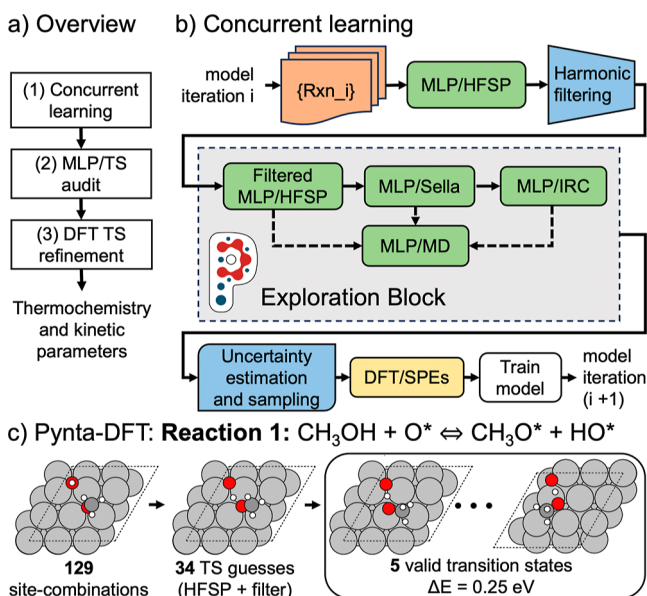 a) Overview
(1) Concurrent
learning
(2) MLP/TS
audit
(3) DFT TS
refinement
Thermochemistry
and kinetic
parameters
b) Concurrent learning
model
iteration i
{Rxn_i}
MLP/HFSP
Harmonic
filtering
Filtered
MLP/HFSP
MLP/Sella
MLP/IRC
MLP/MD
Exploration Block
Uncertainty
estimation
and sampling
DFT/SPEs
Train
model
model
iteration
(i +1)
c) Pynta-DFT: Reaction 1: CH₃OH + O* ⇔ CH₃O* + HO*
129
site-combinations
34 TS guesses
(HFSP + filter)
5 valid transition states
ΔE = 0.25 eV